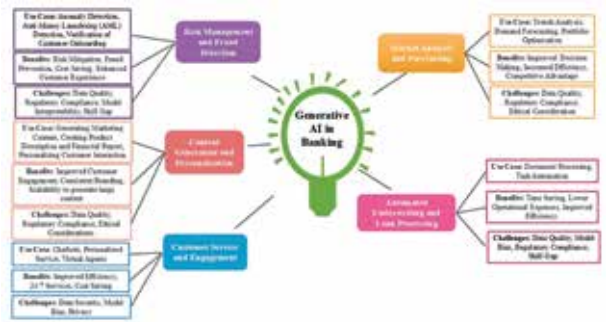 Use Case: Anomaly Detection,
Anti-Money Laundering (AML)
Detection, Verification of
Customer Onboarding
Benefits: Risk Mitigation, Fraud
Prevention, Cost Saving, Enhanced
Customer Experience
Challenges: Data Quality,
Regulatory Compliance, Model
Interpretability, Skill Gap
Risk Management
and Fraud
Detection
Use Case: Generating Marketing
Content, Creating Product
Description and Financial Report,
Personalizing Customer Interaction
Benefits: Improved Customer
Engagement, Consistent Branding,
Scalability to generate large
content
Challenges: Data Quality,
Regulatory Compliance, Ethical
Considerations
Content
Generation and
Personalization
Use Case: Chatbots, Personalized
Service, Virtual Agents
Benefits: Improved Efficiency,
24*7 Services, Cost Saving
Challenges: Data Security, Model
Bias, Privacy
Customer Service
and Engagement
Generative
AI in
Banking
Market Analysis
and Forecasting
Use Case: Trends Analysis,
Demand Forecasting, Portfolio
Optimization
Benefits: Improved Decision
Making, Increased Efficiency,
Competitive Advantage
Challenges: Data Quality,
Regulatory Compliance,
Ethical Consideration
Automated
Underwriting and
Loan Processing
Use Case: Document Processing,
Task Automation
Benefits: Time Saving, Lower
Operational Expenses, Improved
Efficiency
Challenges: Data Quality, Model
Bias, Regulatory Compliance,
Skill Gap